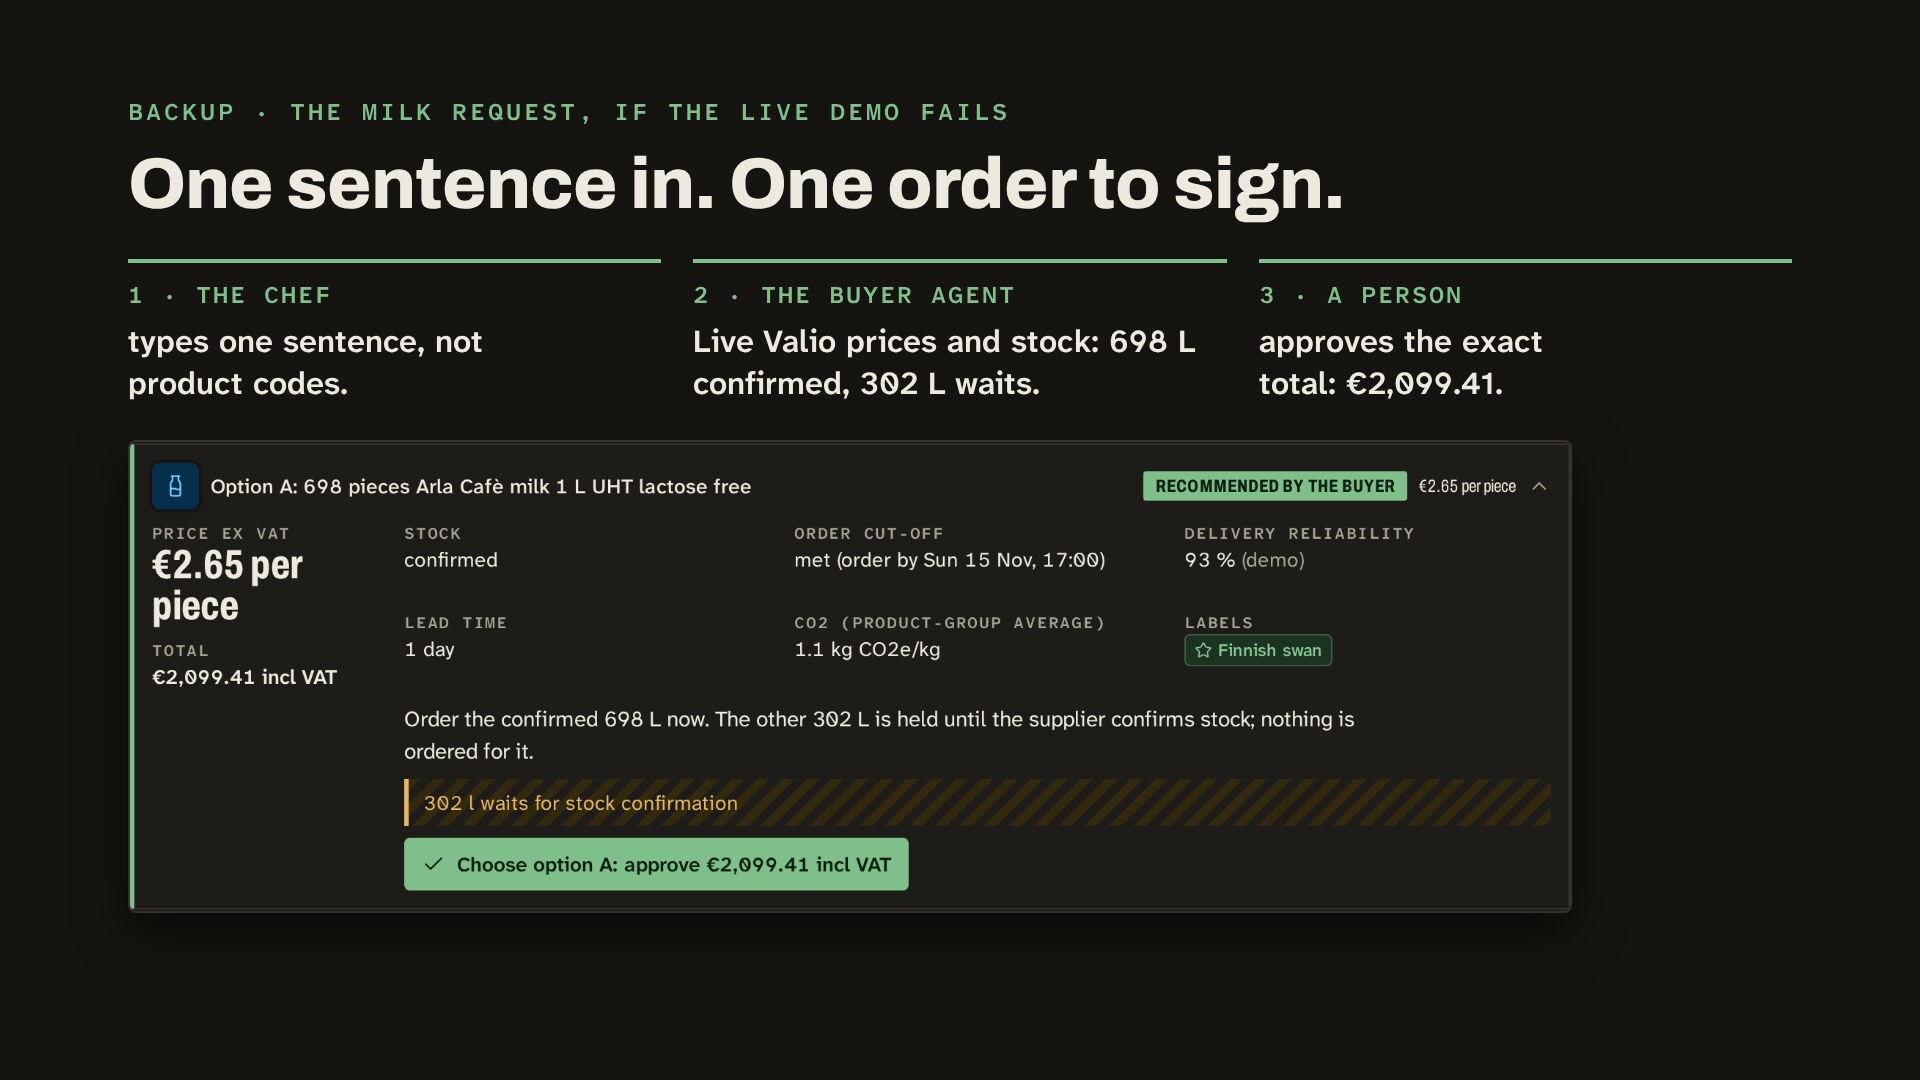 BACKUP · THE MILK REQUEST, IF THE LIVE DEMO FAILS
One sentence in. One order to sign.
1 · THE CHEF
types one sentence, not
product codes.
2 · THE BUYER AGENT
Live Valio prices and stock: 698 L
confirmed, 302 L waits.
3 · A PERSON
approves the exact
total: €2,099.41.
Option A: 698 pieces Arla Cafè milk 1 L UHT lactose free
RECOMMENDED BY THE BUYER
€2.65 per piece
PRICE EX VAT
€2.65 per
piece
TOTAL
€2,099.41 incl VAT
STOCK
confirmed
ORDER CUT-OFF
met (order by Sun 15 Nov, 17:00)
DELIVERY RELIABILITY
93 % (demo)
LEAD TIME
1 day
CO2 (PRODUCT-GROUP AVERAGE)
1.1 kg CO2e/kg
LABELS
Finnish swan
Order the confirmed 698 L now. The other 302 L is held until the supplier confirms stock; nothing is
ordered for it.
302 l waits for stock confirmation
Choose option A: approve €2,099.41 incl VAT